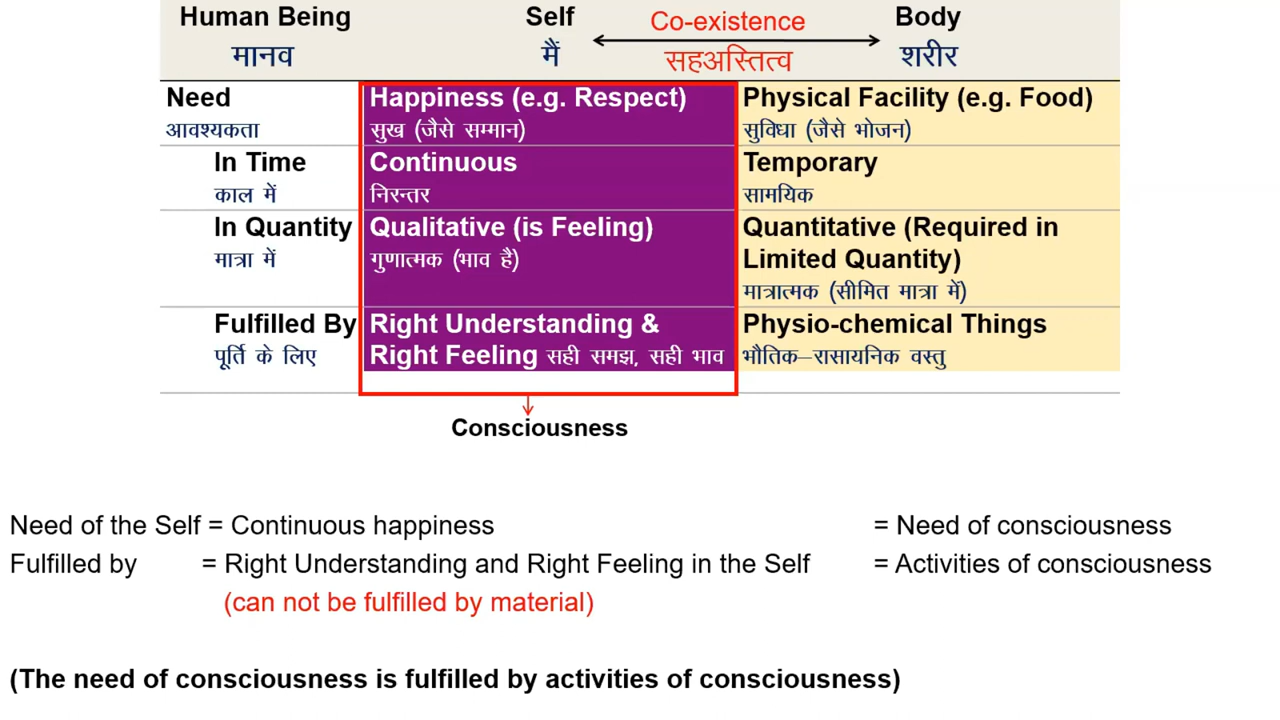 Human Being Self Co-existence Body
मानव मैं सहअस्तित्व शरीर
Need Happiness (e.g. Respect) Physical Facility (e.g. Food)
आवश्यकता सुख (जैसे सम्मान) सुविधा (जैसे भोजन)
In Time Continuous Temporary
काल में निरन्तर सामयिक
In Quantity Qualitative (is Feeling) Quantitative (Required in
Limited Quantity)
मात्रा में गुणात्मक (भाव है) मात्रात्मक (सीमित मात्रा में)
Fulfilled By Right Understanding & Physio-chemical Things
पूर्ति के लिए Right Feeling सही समझ, सही भाव भौतिक–रासायनिक वस्तु
Consciousness
Need of the Self = Continuous happiness = Need of consciousness
Fulfilled by = Right Understanding and Right Feeling in the Self = Activities of consciousness
(can not be fulfilled by material)
(The need of consciousness is fulfilled by activities of consciousness)